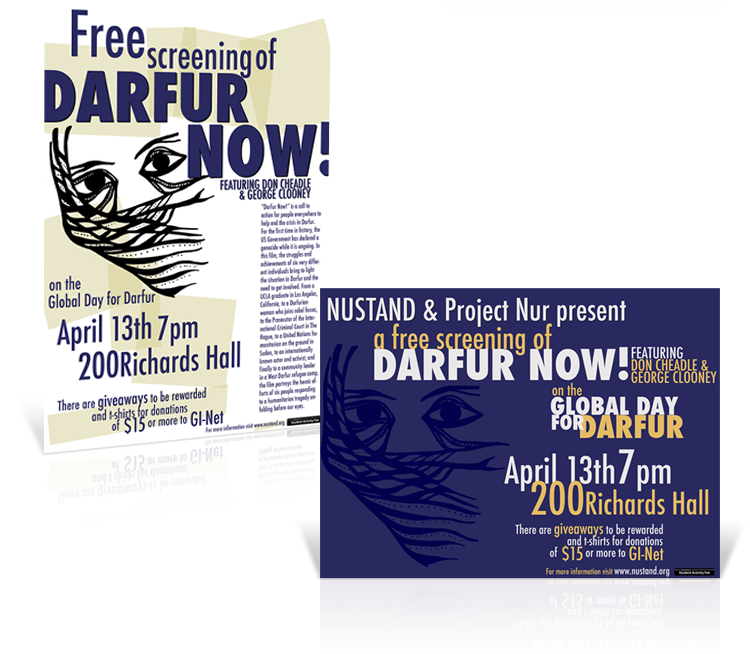 Free
screening of
DARFUR
NOW!
FEATURING DON CHEADLE
& GEORGE CLOONEY
"Darfur Now!" is a call to
action for people everywhere to
help end the crisis in Darfur.
For the first time in history, the
US Government has declared a
genocide while it is ongoing. In
this film, the struggles and
achievements of six very differ-
ent individuals bring to light
the situation in Darfur and the
need to get involved. From a
UCLA graduate in Los Angeles,
California, to a Darfurian
woman who joins rebel forces,
to the Prosecutor of the Inter-
national Criminal Court in The
Hague, to a United Nations Hu-
manitarian on the ground in
Sudan, to an internationally
known actor and activist, and
finally to a community leader
in a West Darfur refugee camp,
the film portrays the heroic ef-
forts of six people responding
to a humanitarian tragedy un-
folding before our eyes.
on the
Global Day for Darfur
April 13th 7pm
200Richards Hall
There are giveaways to be rewarded
and t-shirts for donations
of $15 or more to GI-Net
For more information visit www.nustand.org
NUSTAND & Project Nur present
a free screening of
DARFUR NOW!
FEATURING
DON CHEADLE &
GEORGE CLOONEY
on the
GLOBAL DAY
FOR DARFUR
April 13th 7pm
200Richards Hall
There are giveaways to be rewarded
and t-shirts for donations
of $15 or more to GI-Net
For more information visit www.nustand.org
Student Activity Fee